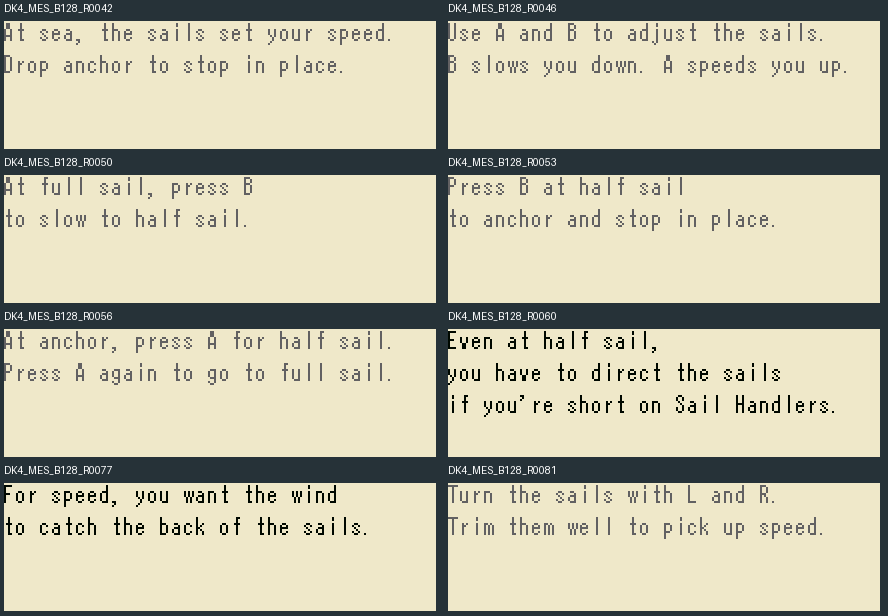 DK4_MES_B128_R0042
At sea, the sails set your speed.
Drop anchor to stop in place.
DK4_MES_B128_R0046
Use A and B to adjust the sails.
B slows you down. A speeds you up.
DK4_MES_B128_R0050
At full sail, press B
to slow to half sail.
DK4_MES_B128_R0053
Press B at half sail
to anchor and stop in place.
DK4_MES_B128_R0056
At anchor, press A for half sail.
Press A again to go to full sail.
DK4_MES_B128_R0060
Even at half sail,
you have to direct the sails
if you're short on Sail Handlers.
DK4_MES_B128_R0077
For speed, you want the wind
to catch the back of the sails.
DK4_MES_B128_R0081
Turn the sails with L and R.
Trim them well to pick up speed.